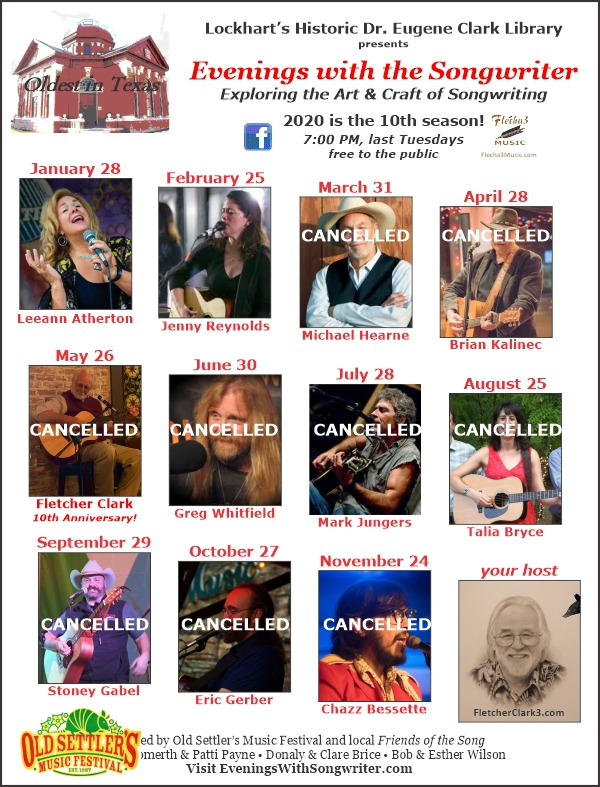 Lockhart's Historic Dr. Eugene Clark Library
presents
Evenings with the Songwriter
Exploring the Art & Craft of Songwriting
Oldest in Texas
2020 is the 10th season!
7:00 PM, last Tuesdays
free to the public
Flecha3
MUSIC
Flecha3Music.com
January 28
Leeann Atherton
February 25
Jenny Reynolds
March 31
CANCELLED
Michael Hearne
April 28
CANCELLED
Brian Kalinec
May 26
CANCELLED
Fletcher Clark
10th Anniversary!
June 30
CANCELLED
Greg Whitfield
July 28
CANCELLED
Mark Jungers
August 25
CANCELLED
Talia Bryce
September 29
CANCELLED
Stoney Gabel
October 27
Music
CANCELLED
Eric Gerber
November 24
CANCELLED
Chazz Bessette
your host
FletcherClark3.com
OLD SETTLER'S
MUSIC FESTIVAL
EST. 1987
ed by Old Settler's Music Festival and local Friends of the Song
omerth & Patti Payne • Donaly & Clare Brice • Bob & Esther Wilson
Visit EveningsWithSongwriter.com